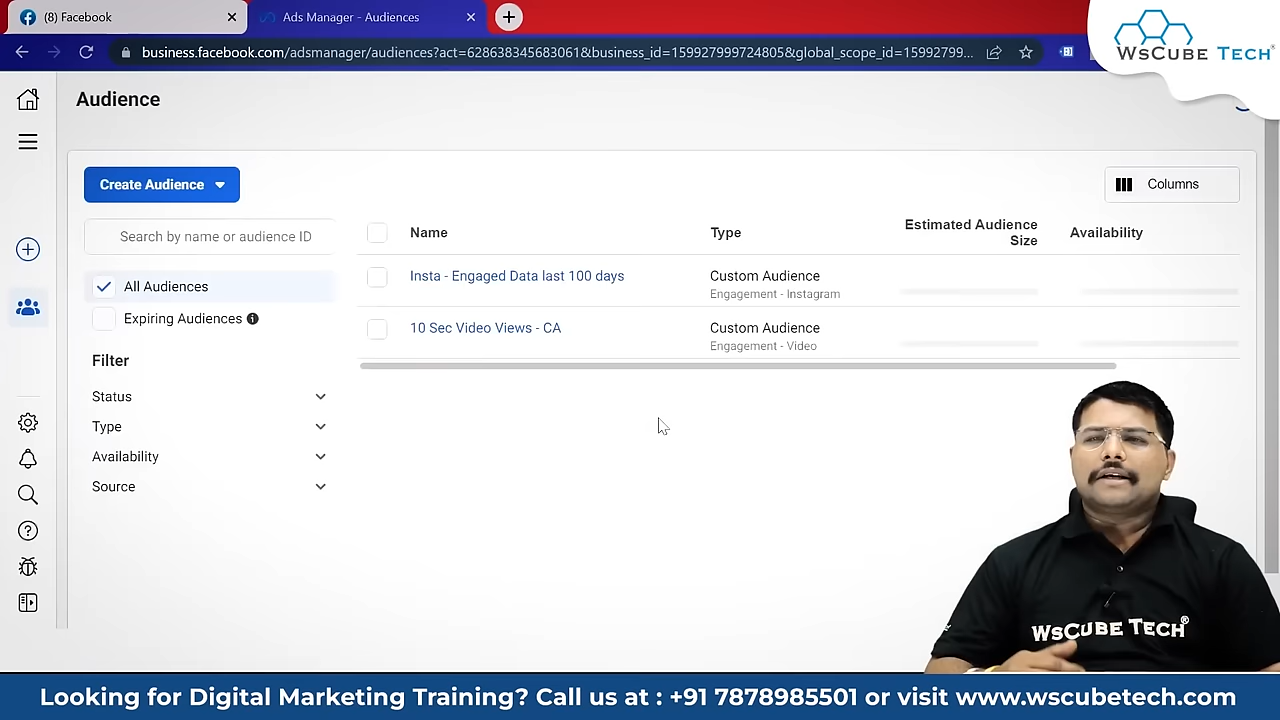 (8) Facebook
Ads Manager - Audiences
business.facebook.com/adsmanager/audiences?act=628638345683061&business_id=159927999724805&global_scope_id=15992799...
WsCube Tech®
Audience
Create Audience
Columns
Search by name or audience ID
All Audiences
Expiring Audiences
Filter
Status
Type
Availability
Source
Name
Type
Estimated Audience
Size
Availability
Insta - Engaged Data last 100 days
Custom Audience
Engagement - Instagram
10 Sec Video Views - CA
Custom Audience
Engagement - Video
WsCube Tech®
Looking for Digital Marketing Training? Call us at : +91 7878985501 or visit www.wscubetech.com